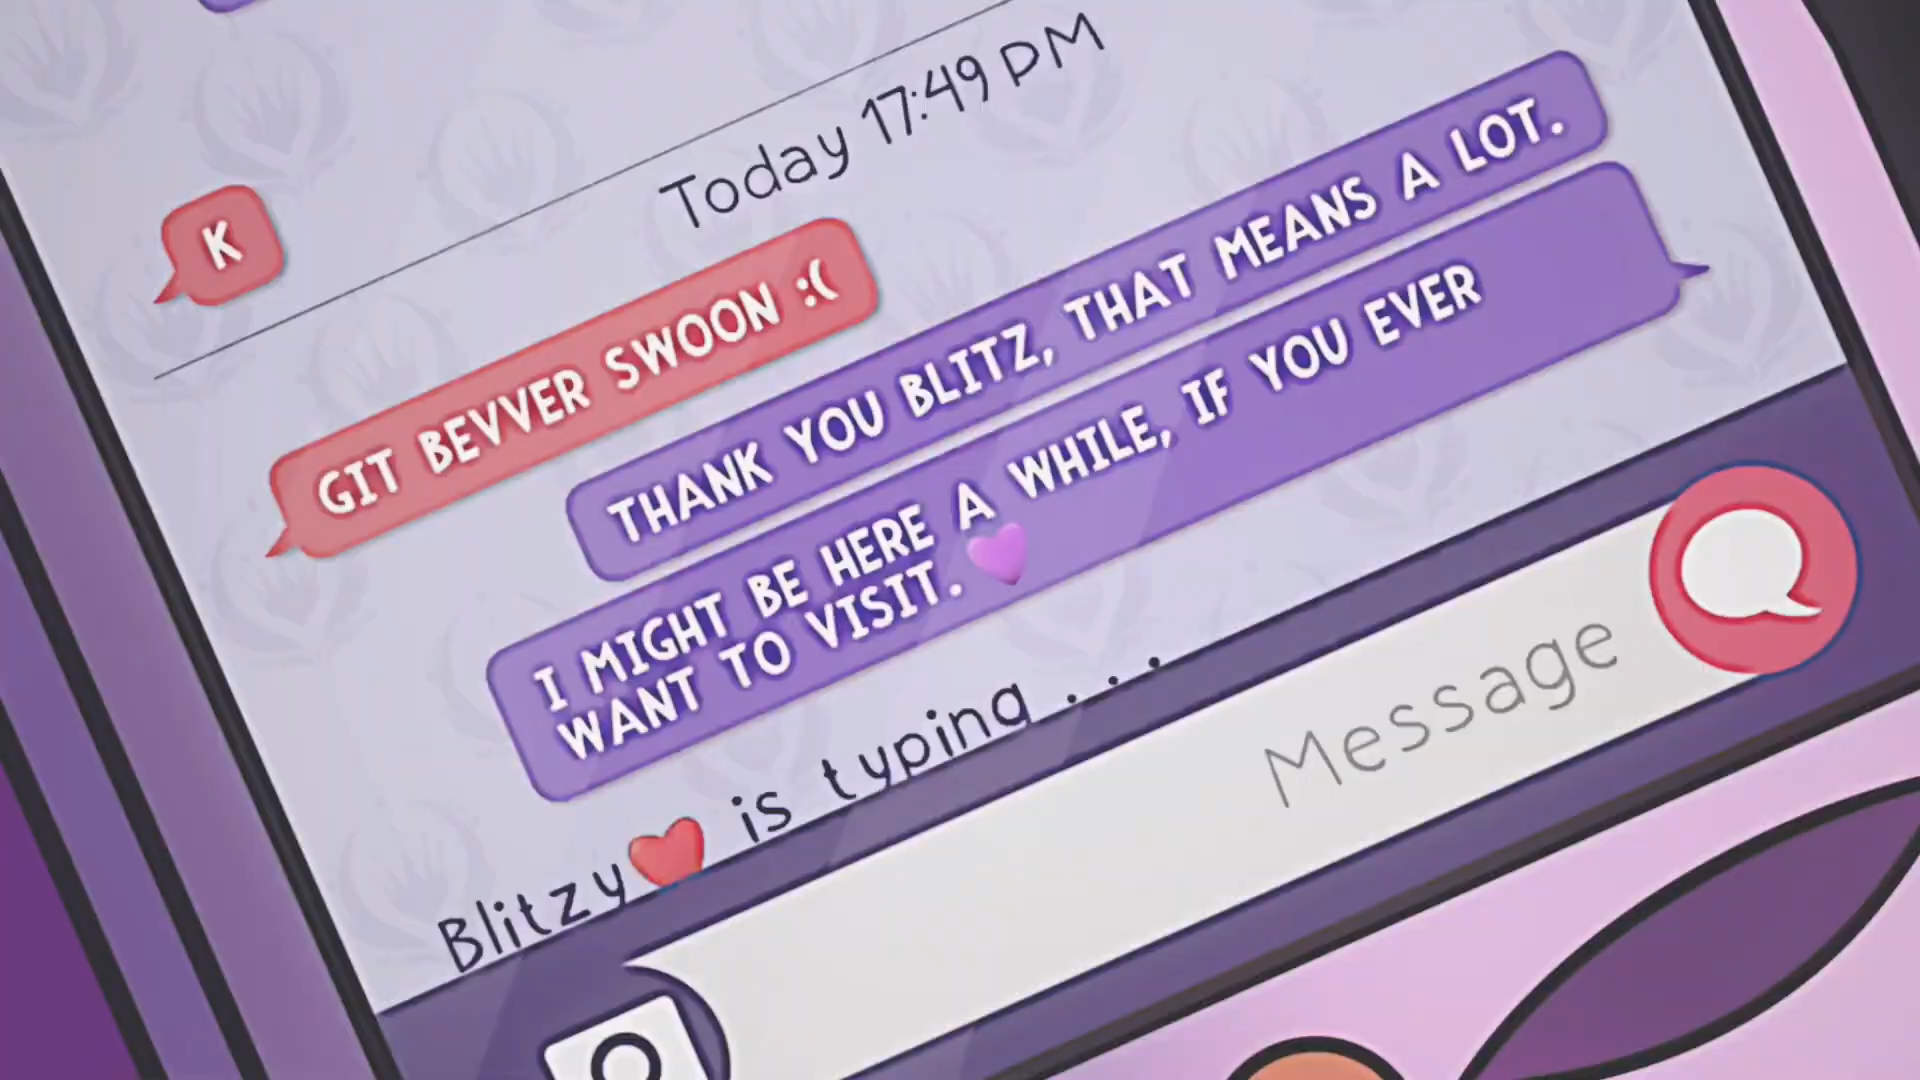 K
Today 17:49 PM
GIT BEVVER SWOON :(
THANK YOU BLITZ, THAT MEANS A LOT.
I MIGHT BE HERE A WHILE, IF YOU EVER
WANT TO VISIT. 💜
Blitzy❤️ is typing . . .
Message